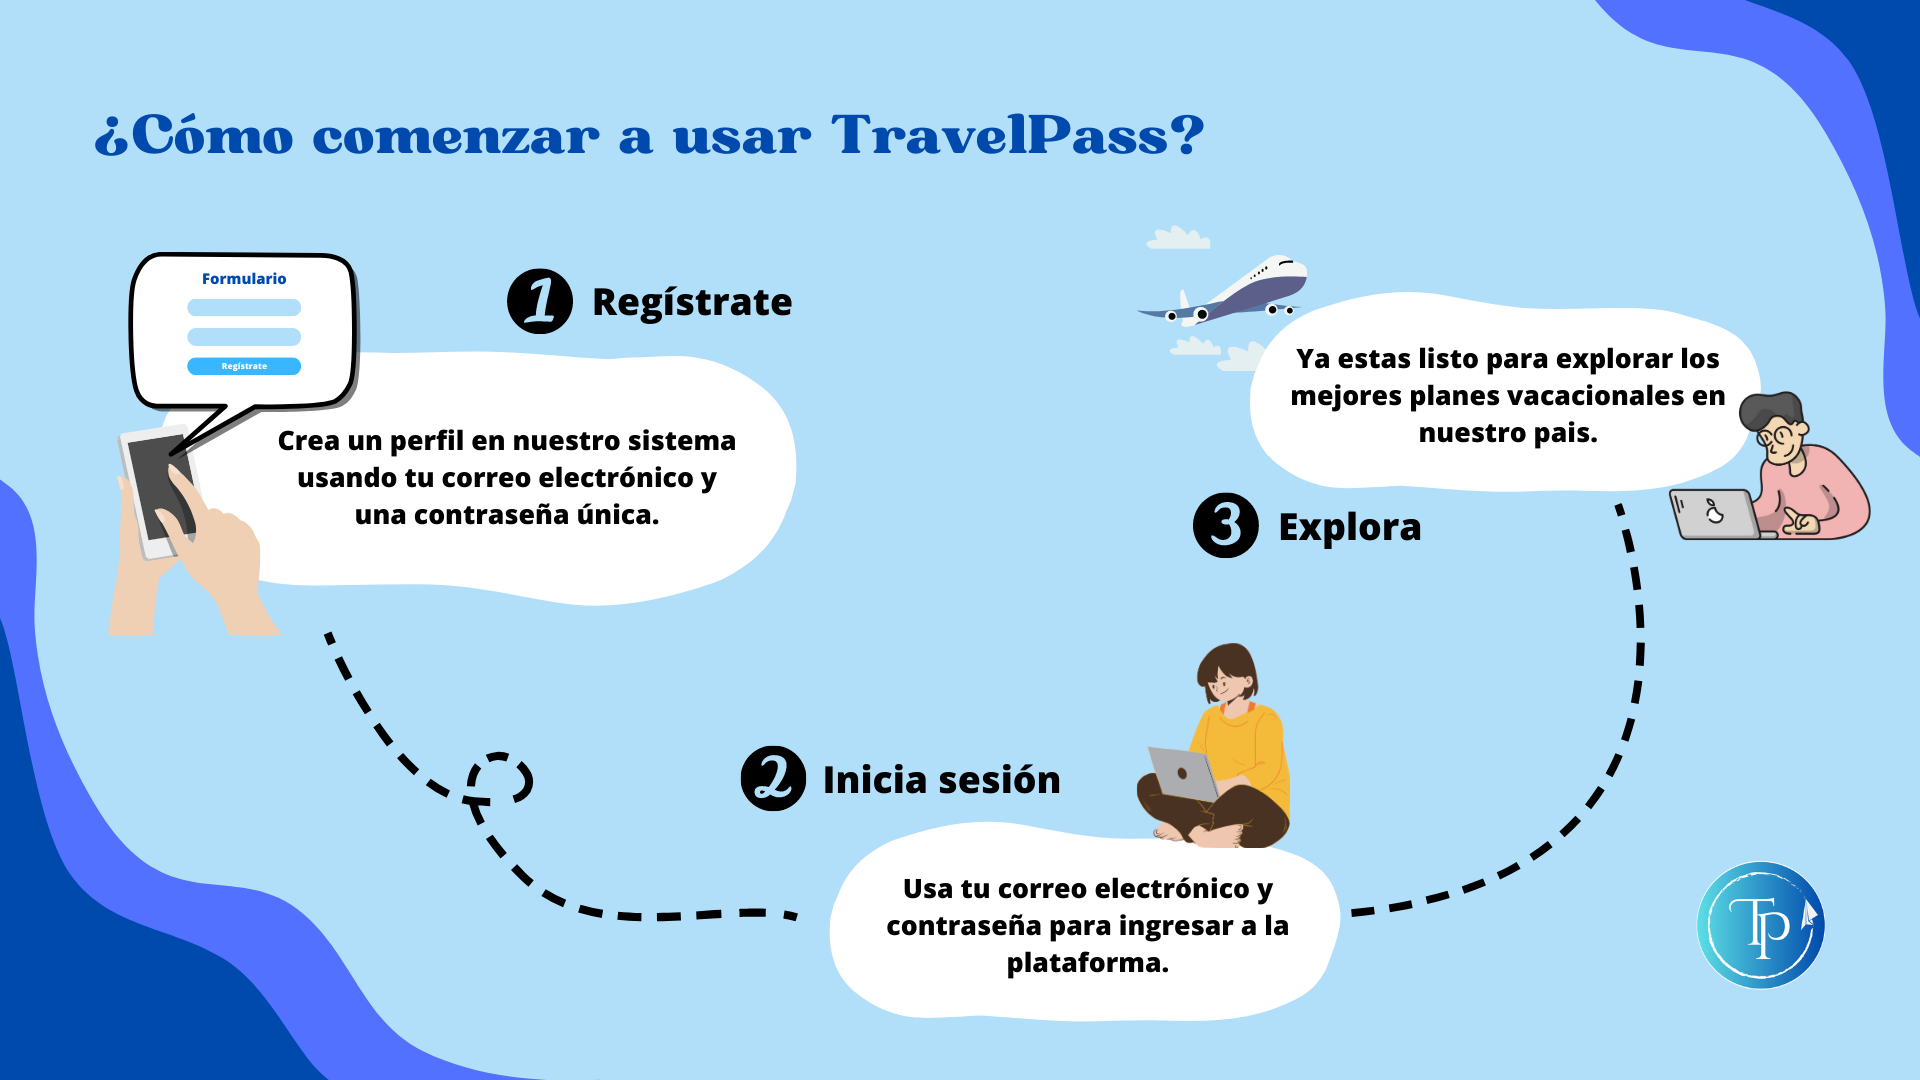 ¿Cómo comenzar a usar TravelPass?
Formulario
Regístrate
1 Regístrate
Crea un perfil en nuestro sistema
usando tu correo electrónico y
una contraseña única.
2 Inicia sesión
Usa tu correo electrónico y
contraseña para ingresar a la
plataforma.
3 Explora
Ya estas listo para explorar los
mejores planes vacacionales en
nuestro pais.
TP